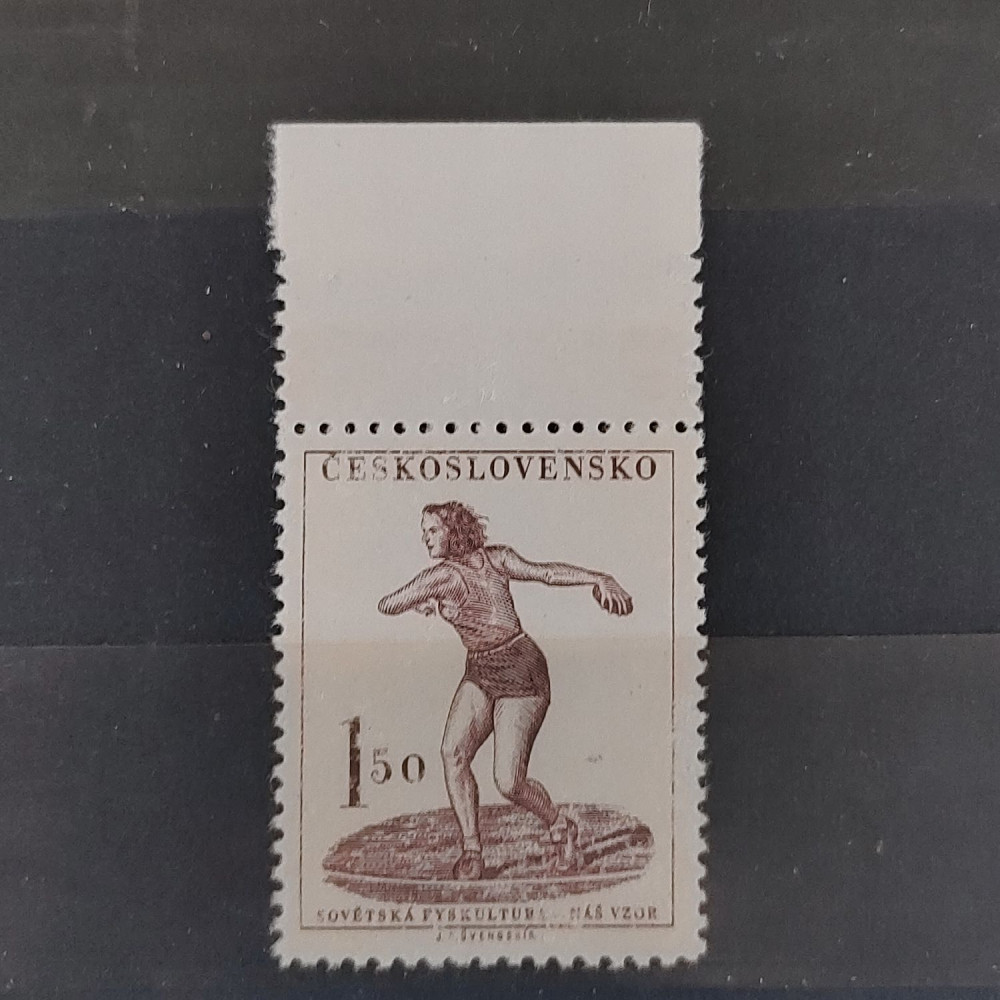 ČESKOSLOVENSKO
1 50
SOVĚTSKÁ FYSKULTURA – NÁŠ VZOR